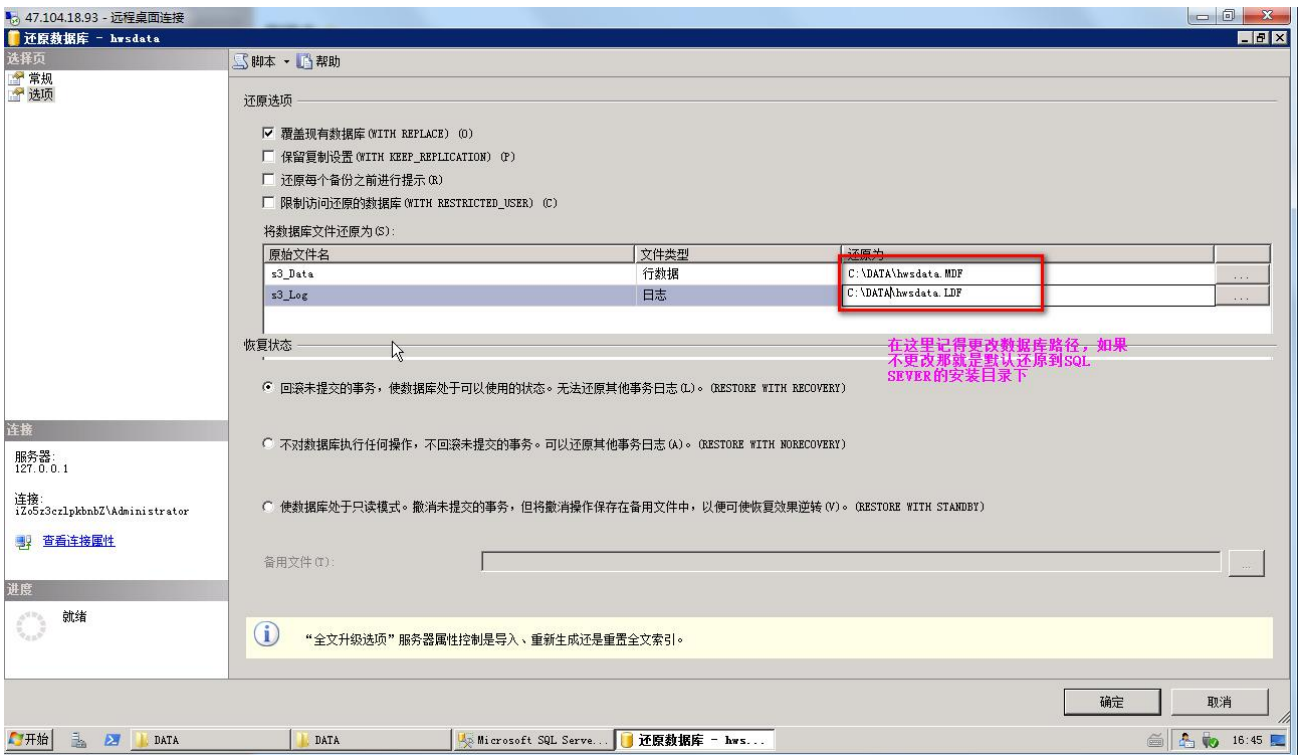 47.104.18.93 - 远程桌面连接
还原数据库 - hwsdata
选择页
常规
选项
脚本
帮助
还原选项
覆盖现有数据库(WITH REPLACE) (O)
保留复制设置(WITH KEEP_REPLICATION) (P)
还原每个备份之前进行提示(R)
限制访问还原的数据库(WITH RESTRICTED_USER) (C)
将数据库文件还原为(S):
原始文件名 文件类型 还原为
s3_Data 行数据 C:\DATA\hwsdata.MDF ...
s3_Log 日志 C:\DATA\hwsdata.LDF ...
在这里记得更改数据库路径，如果
不更改那就是默认还原到SQL
SEVER的安装目录下
恢复状态
回滚未提交的事务，使数据库处于可以使用的状态。无法还原其他事务日志(L)。(RESTORE WITH RECOVERY)
不对数据库执行任何操作，不回滚未提交的事务。可以还原其他事务日志(A)。(RESTORE WITH NORECOVERY)
使数据库处于只读模式。撤消未提交的事务，但将撤消操作保存在备用文件中，以便可使恢复效果逆转(V)。(RESTORE WITH STANDBY)
备用文件(T):
...
连接
服务器:
127.0.0.1
连接:
iZo5z3czlpkbnbZ\Administrator
查看连接属性
进度
就绪
“全文升级选项”服务器属性控制是导入、重新生成还是重置全文索引。
确定
取消
开始
DATA
DATA
Microsoft SQL Serve...
还原数据库 - hws...
16:45